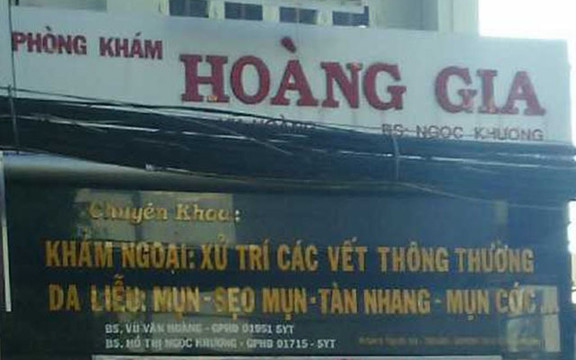 PHÒNG KHÁM
HOÀNG GIA
HOÀNG BS: NGỌC KHƯƠNG
Chuyên Khoa:
KHÁM NGOẠI: XỬ TRÍ CÁC VẾT THÔNG THƯỜNG
DA LIỄU: MỤN - SẸO MỤN - TÀN NHANG - MỤN CÓC...
BS. VŨ VĂN HOÀNG - GPHĐ 01951 SYT
BS. HỒ THỊ NGỌC KHƯƠNG - GPHĐ 01715 - SYT